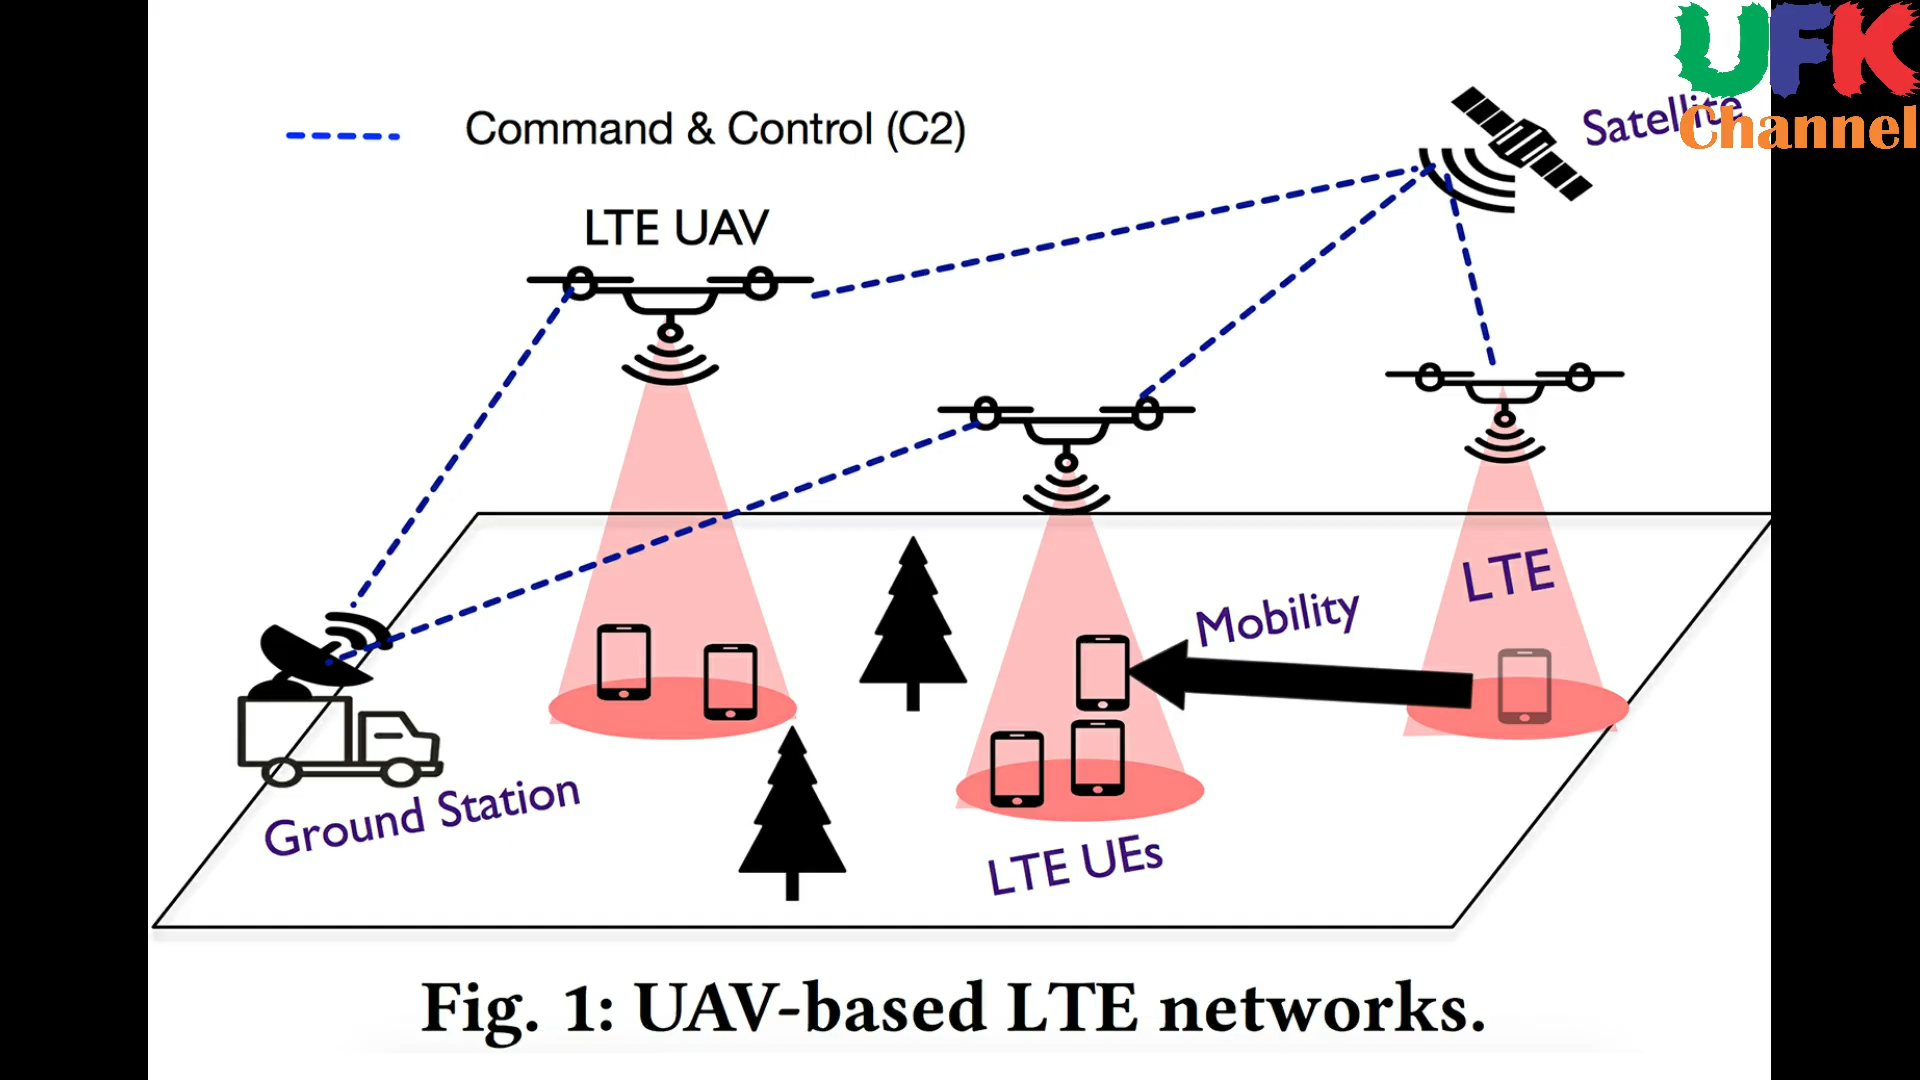 UFK
Channel
Satellite
Command & Control (C2)
LTE UAV
LTE
Mobility
Ground Station
LTE UEs
Fig. 1: UAV-based LTE networks.